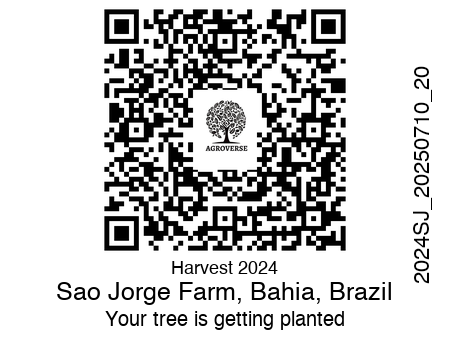 AGROVERSE
Harvest 2024
Sao Jorge Farm, Bahia, Brazil
Your tree is getting planted
2024SJ_20250710_20